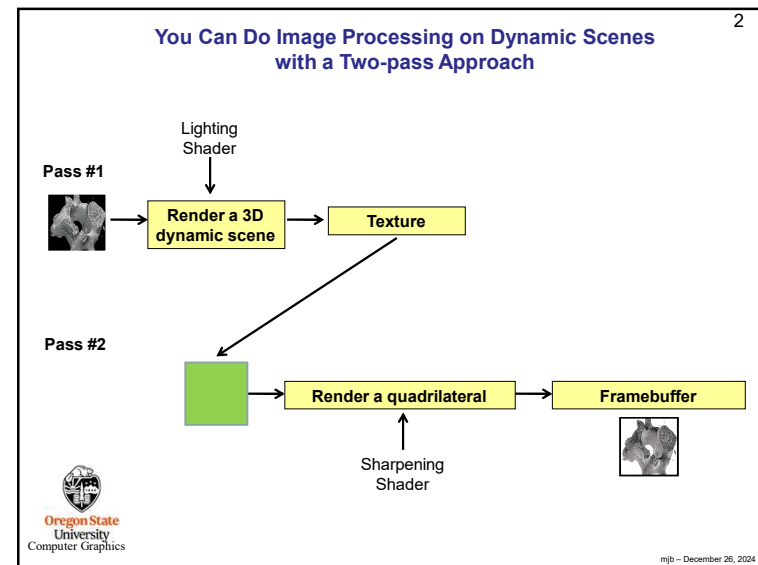 2
You Can Do Image Processing on Dynamic Scenes
with a Two-pass Approach
Lighting
Shader
Pass #1
Render a 3D
dynamic scene
Texture
Pass #2
Render a quadrilateral
Framebuffer
Sharpening
Shader
Oregon State
University
Computer Graphics
mjb – December 26, 2024